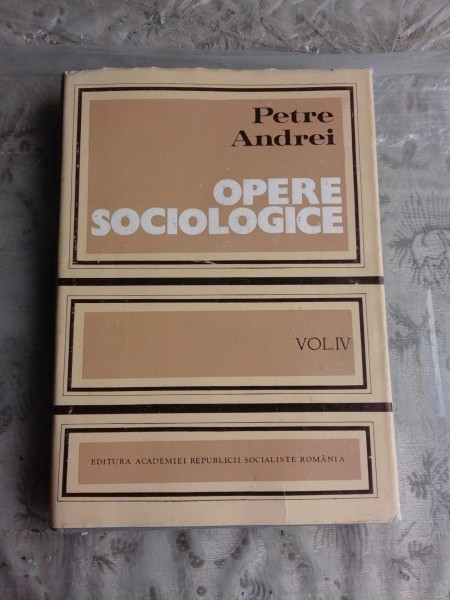 Petre
Andrei
OPERE
SOCIOLOGICE
VOL.IV
EDITURA ACADEMIEI REPUBLICII SOCIALISTE ROMÂNIA